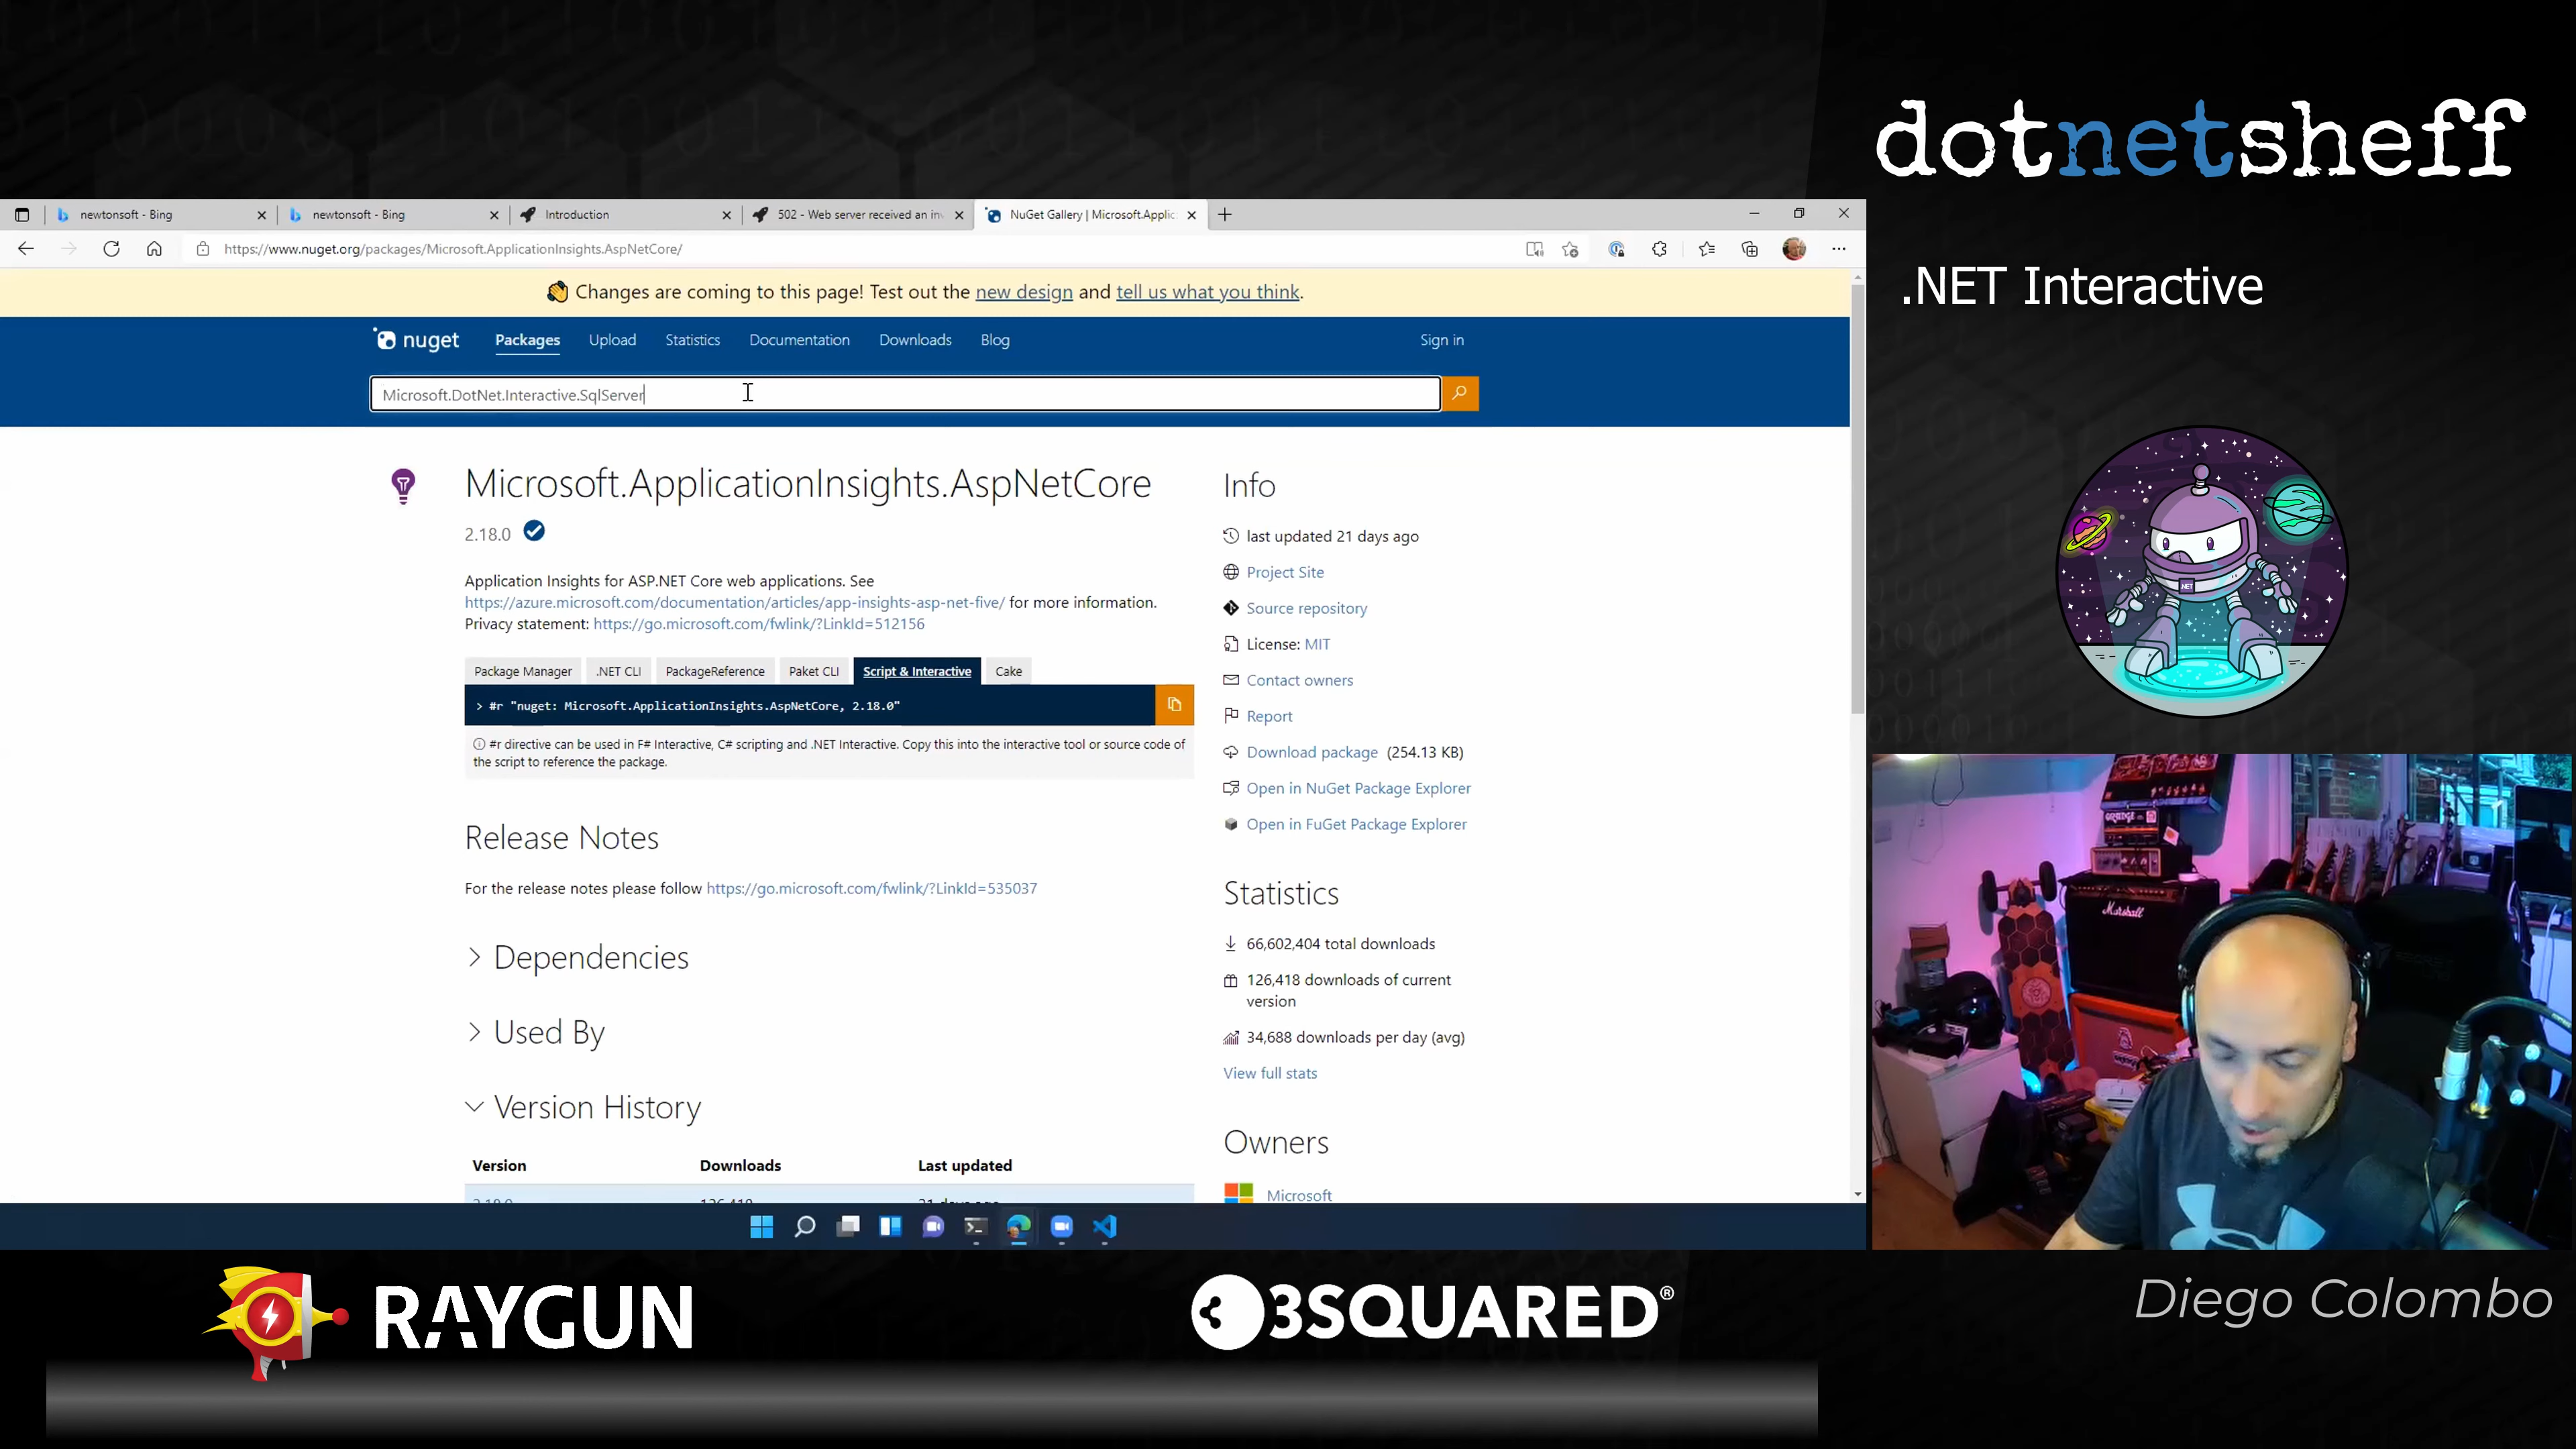 dotnetsheff
.NET Interactive
newtonsoft - Bing
newtonsoft - Bing
Introduction
502 - Web server received an inv
NuGet Gallery | Microsoft.Applic
https://www.nuget.org/packages/Microsoft.ApplicationInsights.AspNetCore/
Changes are coming to this page! Test out the new design and tell us what you think.
nuget
Packages
Upload
Statistics
Documentation
Downloads
Blog
Sign in
Microsoft.DotNet.Interactive.SqlServer
Microsoft.ApplicationInsights.AspNetCore
2.18.0
Application Insights for ASP.NET Core web applications. See
https://azure.microsoft.com/documentation/articles/app-insights-asp-net-five/ for more information.
Privacy statement: https://go.microsoft.com/fwlink/?LinkId=512156
Package Manager
.NET CLI
PackageReference
Paket CLI
Script & Interactive
Cake
> #r "nuget: Microsoft.ApplicationInsights.AspNetCore, 2.18.0"
#r directive can be used in F# Interactive, C# scripting and .NET Interactive. Copy this into the interactive tool or source code of
the script to reference the package.
Release Notes
For the release notes please follow https://go.microsoft.com/fwlink/?LinkId=535037
Dependencies
Used By
Version History
Version
Downloads
Last updated
Info
last updated 21 days ago
Project Site
Source repository
License: MIT
Contact owners
Report
Download package (254.13 KB)
Open in NuGet Package Explorer
Open in FuGet Package Explorer
Statistics
66,602,404 total downloads
126,418 downloads of current
version
34,688 downloads per day (avg)
View full stats
Owners
Microsoft
.NET
Marshall
RAYGUN
3SQUARED®
Diego Colombo